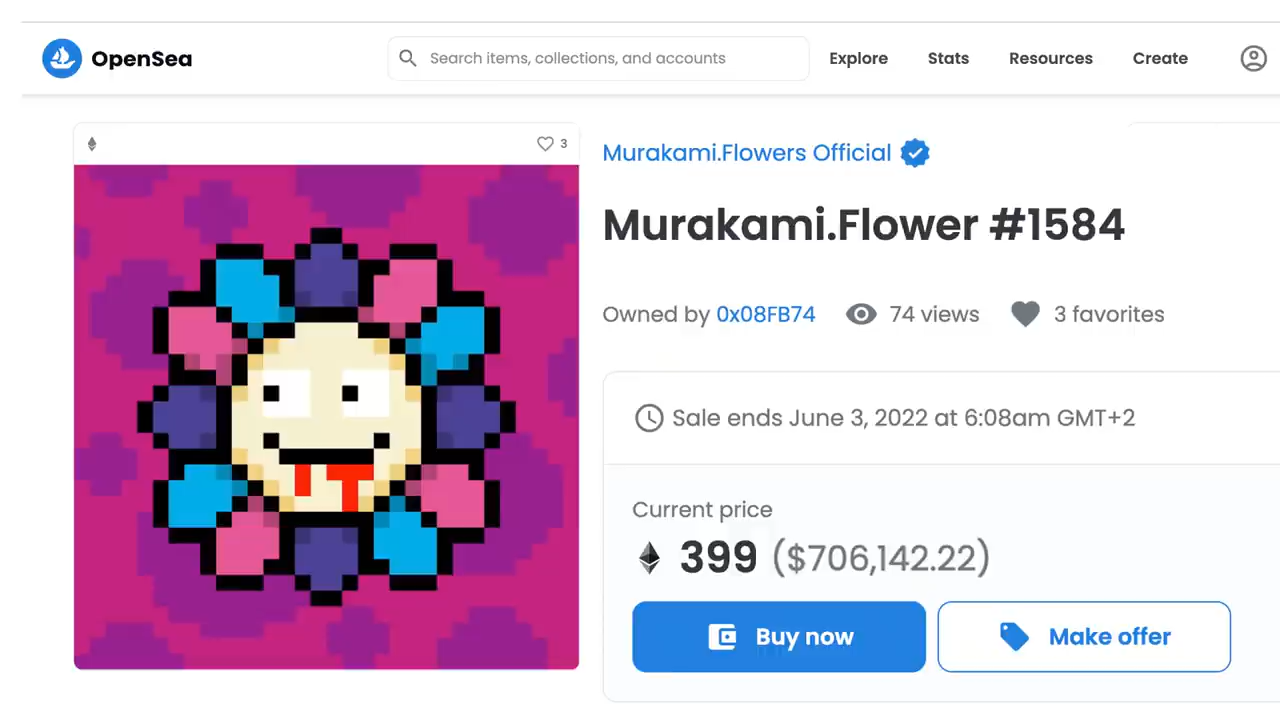 OpenSea
Search items, collections, and accounts
Explore
Stats
Resources
Create
3
Murakami.Flowers Official
Murakami.Flower #1584
Owned by 0x08FB74
74 views
3 favorites
Sale ends June 3, 2022 at 6:08am GMT+2
Current price
399 ($706,142.22)
Buy now
Make offer